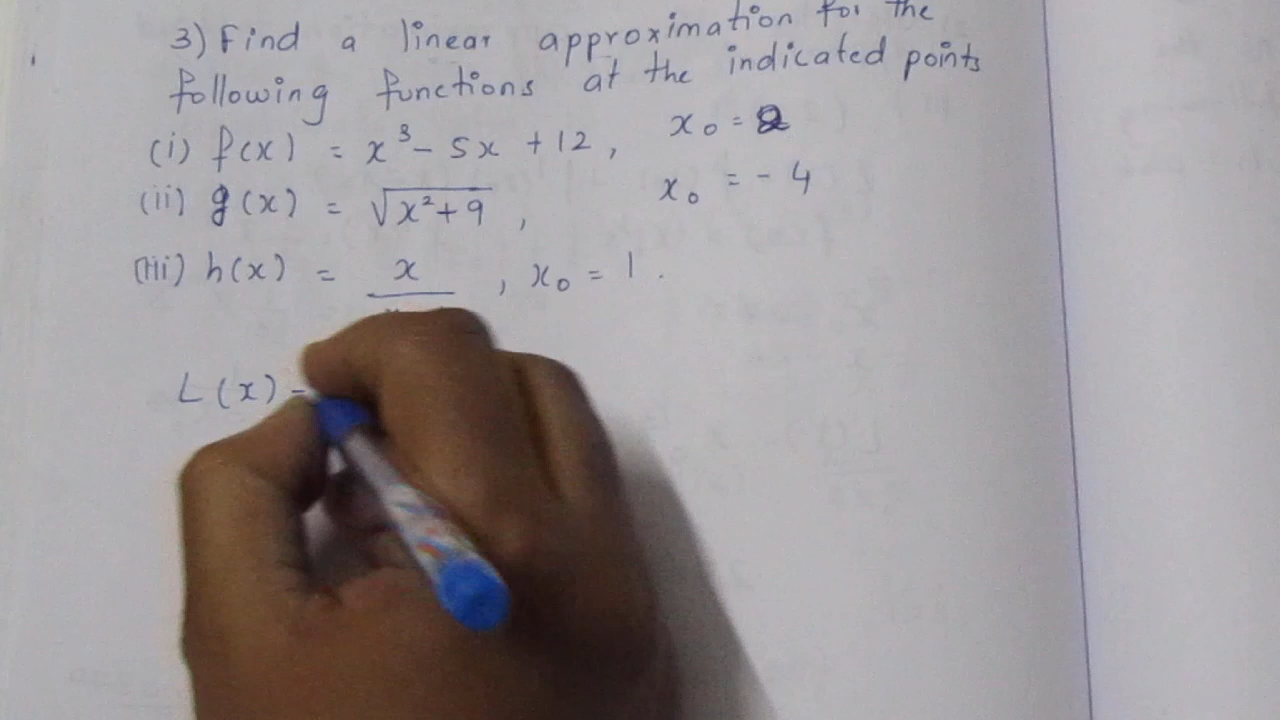 3) Find a linear approximation for the
following functions at the indicated points
(i) f(x) = x³ - 5x + 12, x₀ = 2
(ii) g(x) = √(x² + 9), x₀ = - 4
(iii) h(x) = x/ , x₀ = 1.
L(x) -